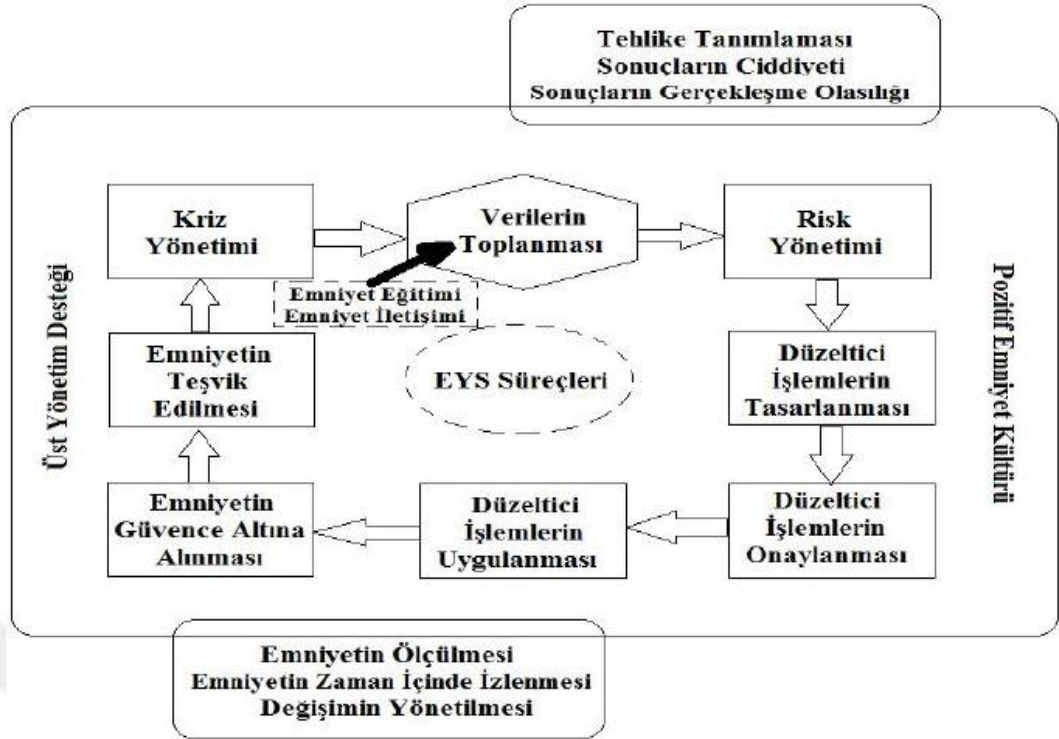 Tehlike Tanımlaması
Sonuçların Ciddiyeti
Sonuçların Gerçekleşme Olasılığı
Kriz
Yönetimi
Verilerin
Toplanması
Risk
Yönetimi
Emniyet Eğitimi
Emniyet İletişimi
Üst Yönetim Desteği
Pozitif Emniyet Kültürü
Emniyetin
Teşvik
Edilmesi
EYS Süreçleri
Düzeltici
İşlemlerin
Tasarlanması
Emniyetin
Güvence Altına
Alınması
Düzeltici
İşlemlerin
Uygulanması
Düzeltici
İşlemlerin
Onaylanması
Emniyetin Ölçülmesi
Emniyetin Zaman İçinde İzlenmesi
Değişimin Yönetilmesi